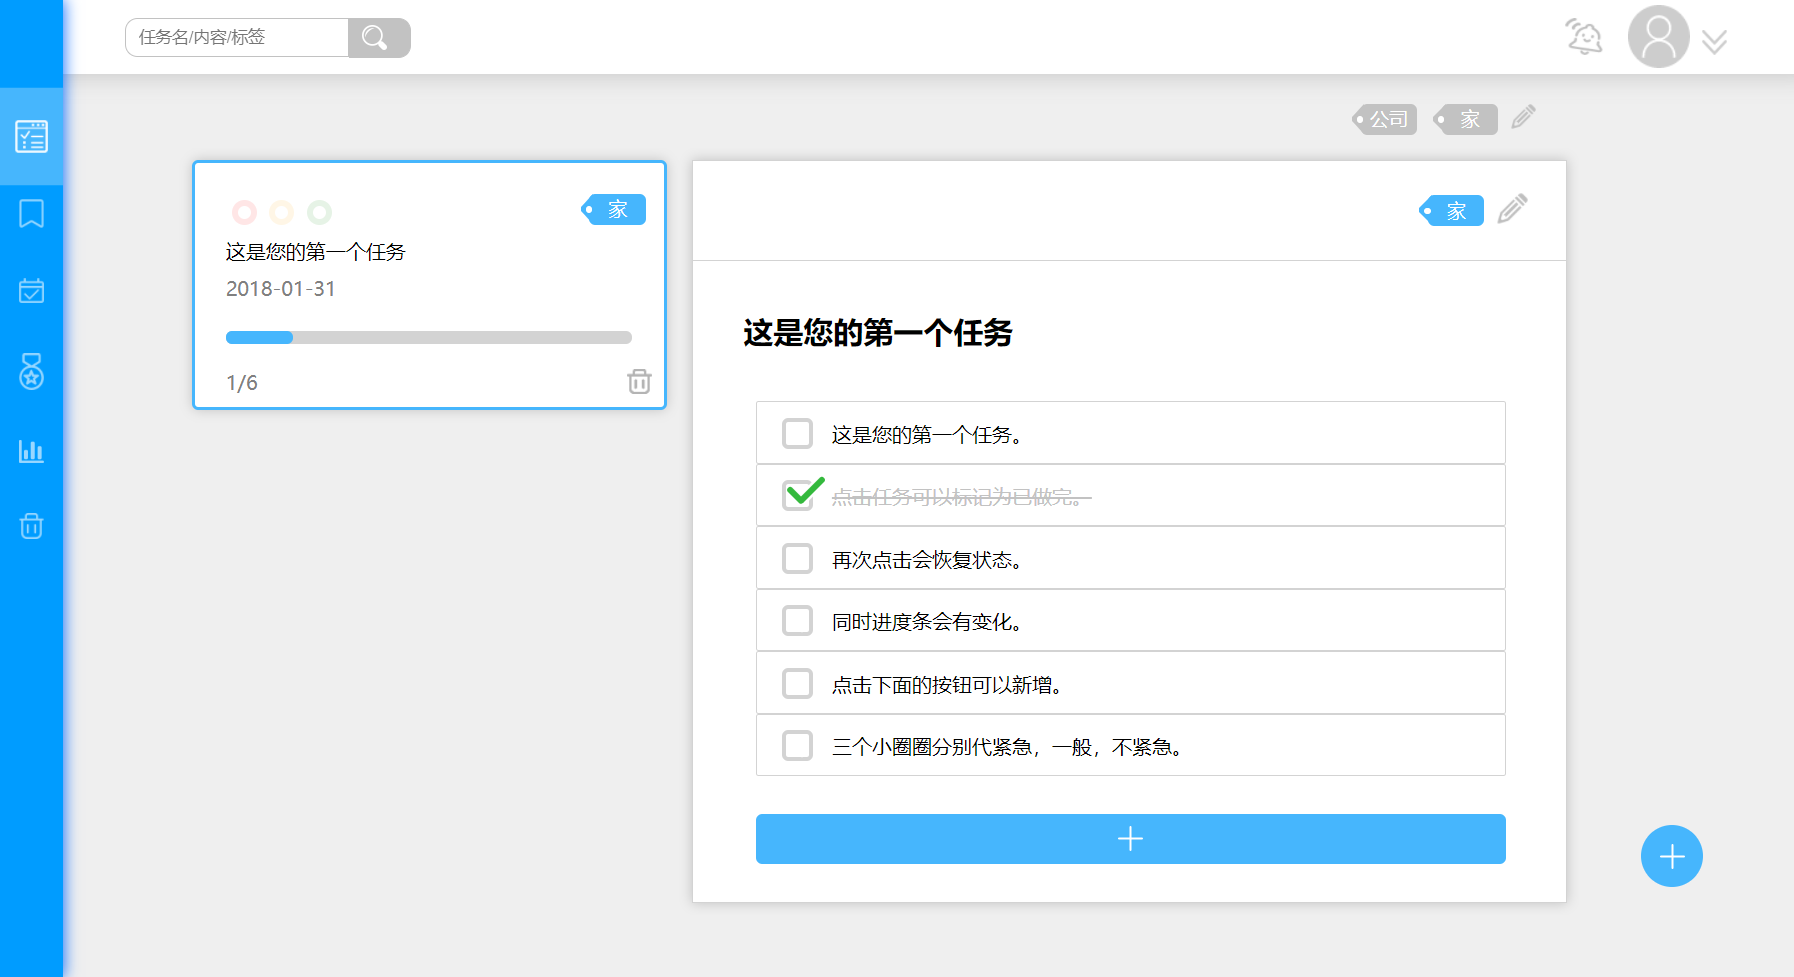 任务名/内容/标签
公司
家
家
这是您的第一个任务
2018-01-31
1/6
家
这是您的第一个任务
这是您的第一个任务。
点击任务可以标记为已做完。
再次点击会恢复状态。
同时进度条会有变化。
点击下面的按钮可以新增。
三个小圈圈分别代紧急，一般，不紧急。